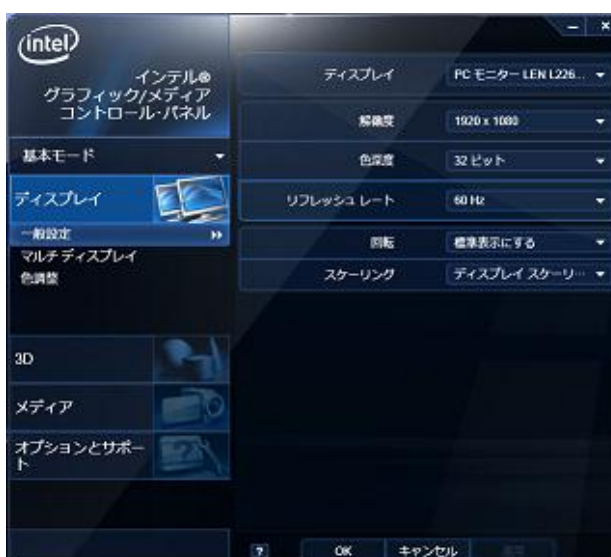 intel
インテル®
グラフィック/メディア
コントロール・パネル
基本モード
ディスプレイ
一般設定
マルチディスプレイ
色調整
3D
メディア
オプションとサポー
ト
ディスプレイ
PC モニター LEN L226...
解像度
1920 x 1080
色深度
32 ビット
リフレッシュ レート
60 Hz
回転
標準表示にする
スケーリング
ディスプレイ スケーリ...
?
OK
キャンセル